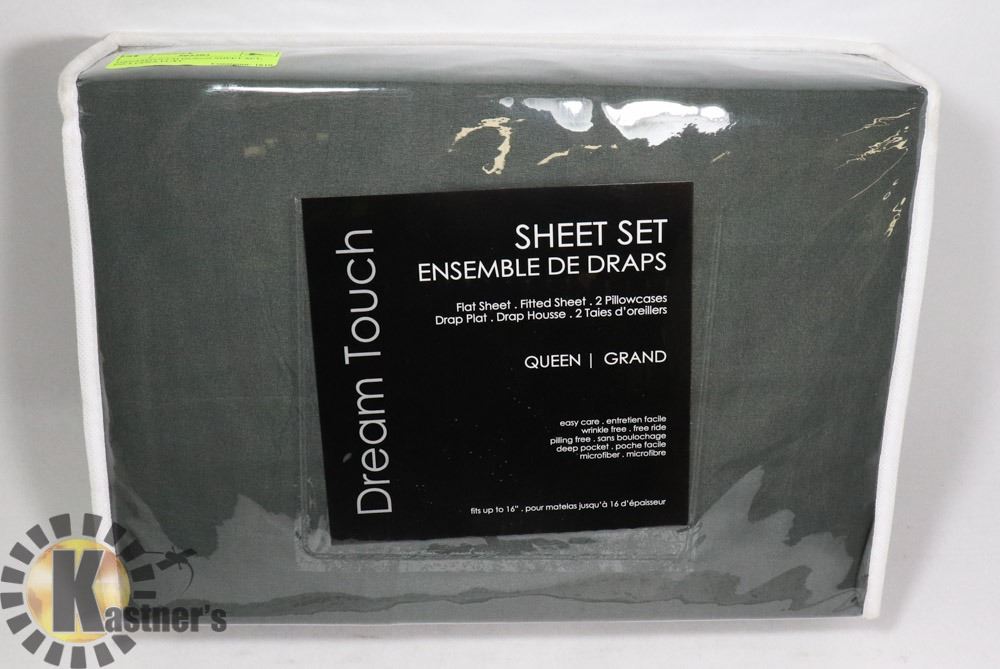 SHEET SET
Dream Touch
SHEET SET
ENSEMBLE DE DRAPS
Flat Sheet . Fitted Sheet . 2 Pillowcases
Drap Plat . Drap Housse . 2 Taies d'oreillers
QUEEN | GRAND
easy care . entretien facile
wrinkle free . free ride
pilling free . sans boulochage
deep pocket . poche facile
microfiber . microfibre
fits up to 16" . pour matelas jusqu'à 16 d'épaisseur
Kastner's